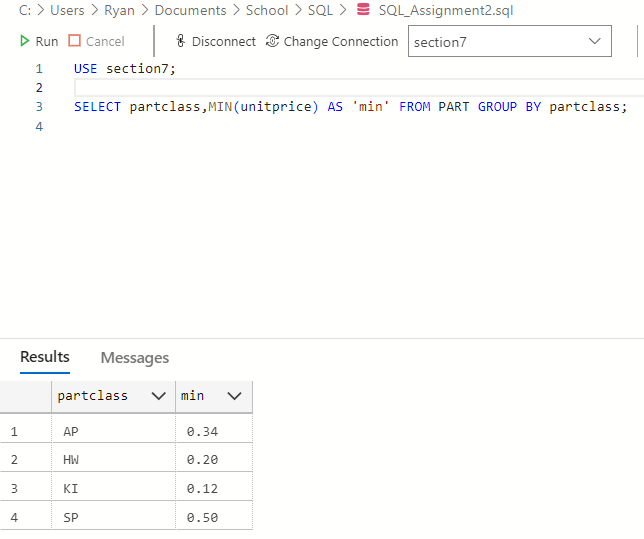 C: > Users > Ryan > Documents > School > SQL > SQL_Assignment2.sql
Run Cancel Disconnect Change Connection section7
1 USE section7;
2
3 SELECT partclass,MIN(unitprice) AS 'min' FROM PART GROUP BY partclass;
4
Results Messages
partclass min
1 AP 0.34
2 HW 0.20
3 KI 0.12
4 SP 0.50